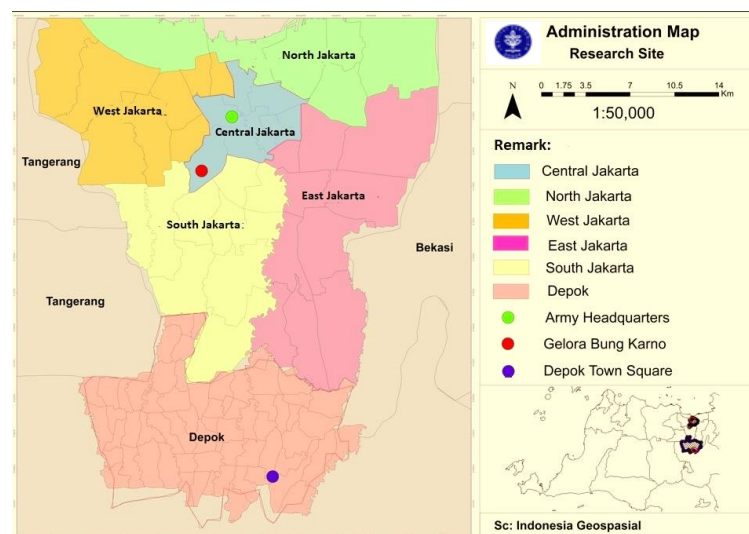 North Jakarta
West Jakarta
Central Jakarta
Tangerang
East Jakarta
South Jakarta
Bekasi
Tangerang
Depok
Administration Map
Research Site
N
0 1.75 3.5 7 10.5 14
Km
1:50,000
Remark:
Central Jakarta
North Jakarta
West Jakarta
East Jakarta
South Jakarta
Depok
Army Headquarters
Gelora Bung Karno
Depok Town Square
Sc: Indonesia Geospasial